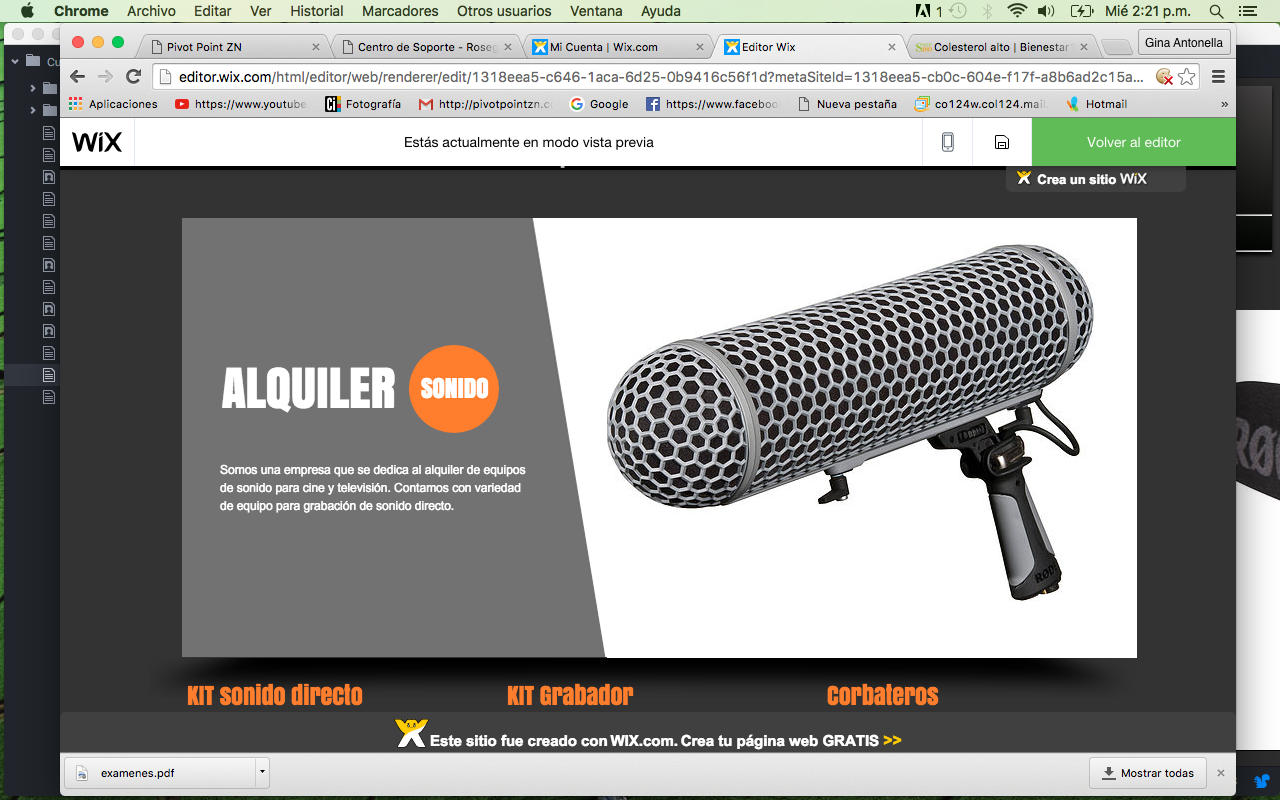 Chrome Archivo Editar Ver Historial Marcadores Otros usuarios Ventana Ayuda 1 Mié 2:21 p.m.
Pivot Point ZN Centro de Soporte - Roseg Mi Cuenta | Wix.com Editor Wix Colesterol alto | Bienestar Gina Antonella
Cu
editor.wix.com/html/editor/web/renderer/edit/1318eea5-c646-1aca-6d25-0b9416c56f1d?metaSiteId=1318eea5-cb0c-604e-f17f-a8b6ad2c15a...
Aplicaciones https://www.youtube Fotografía http://pivotpointzn.c Google https://www.faceboo Nueva pestaña co124w.col124.mail. Hotmail »
WiX Estás actualmente en modo vista previa Volver al editor
Crea un sitio WiX
ALQUILER SONIDO
Somos una empresa que se dedica al alquiler de equipos
de sonido para cine y televisión. Contamos con variedad
de equipo para grabación de sonido directo.
RØDE
KIT sonido directo KIT Grabador Corbateros
Este sitio fue creado con WIX.com. Crea tu página web GRATIS >>
examenes.pdf Mostrar todas